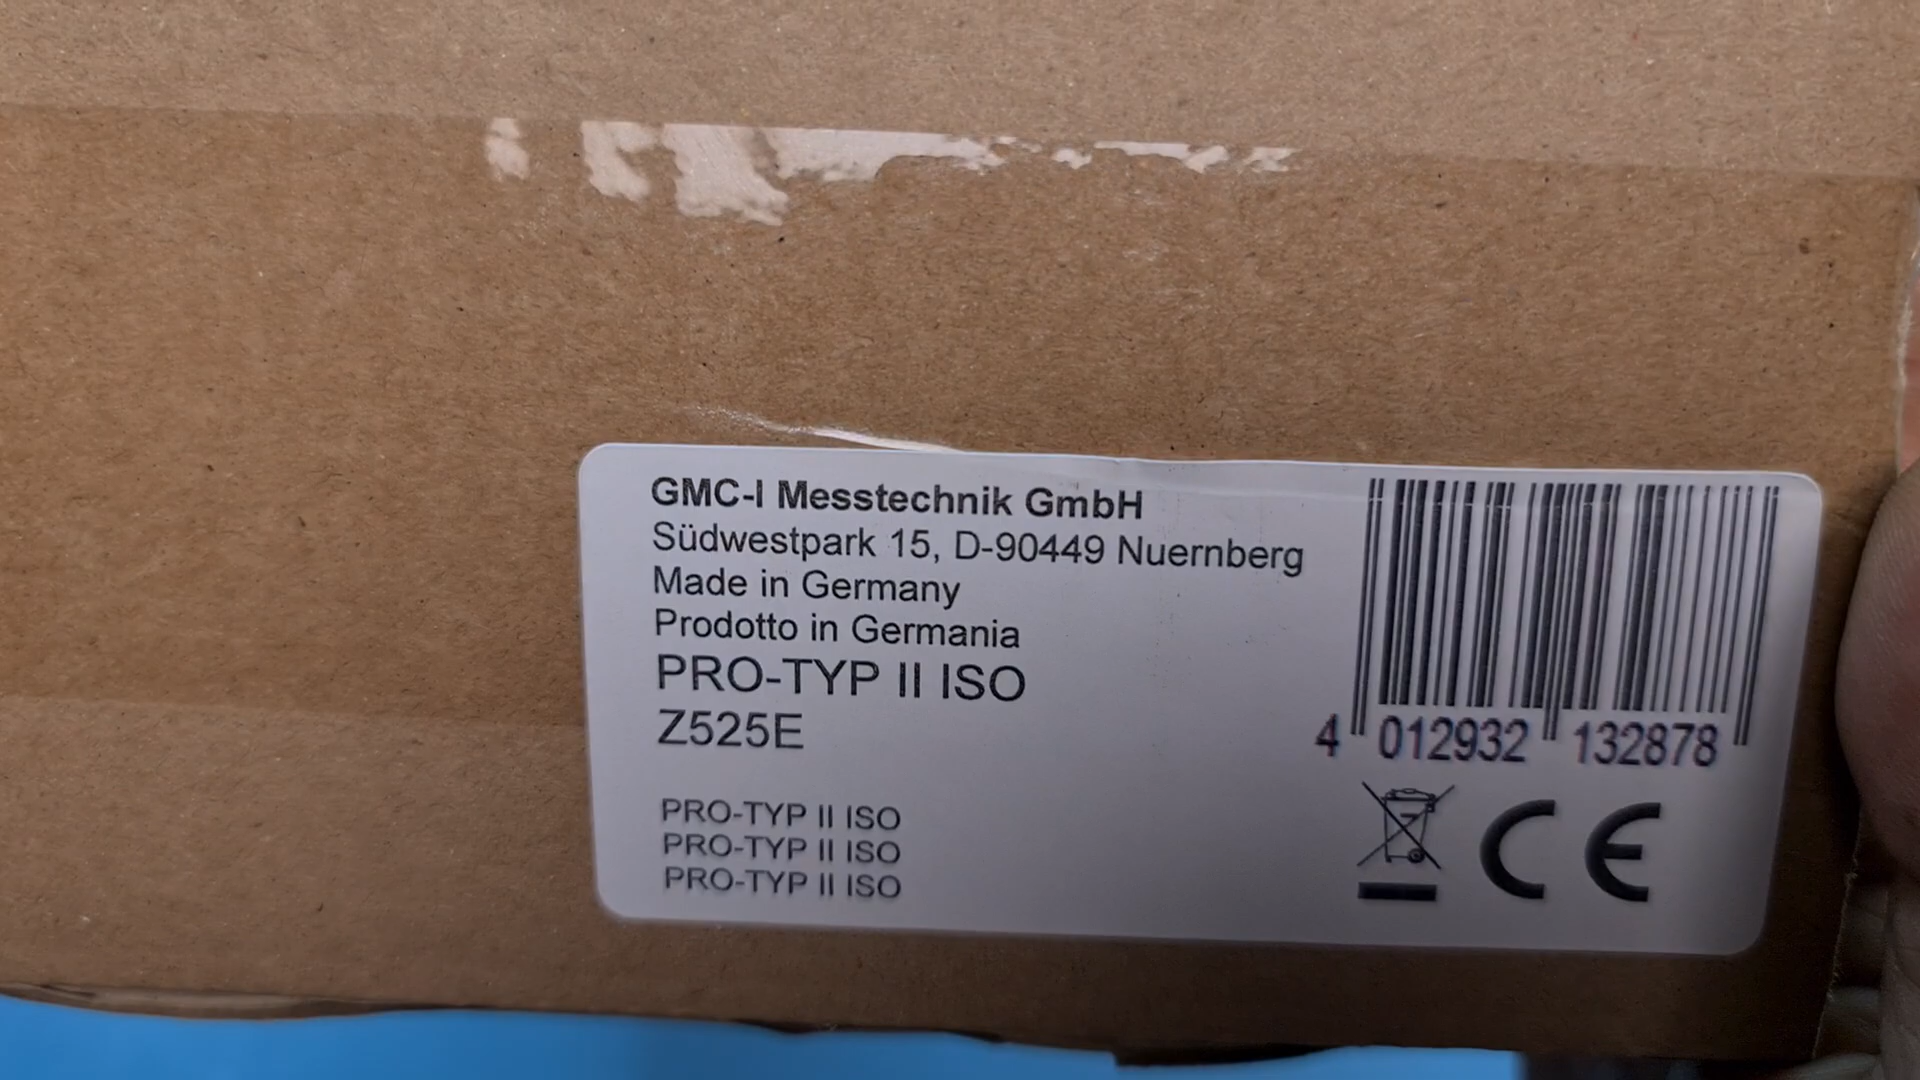 GMC-I Messtechnik GmbH
Südwestpark 15, D-90449 Nuernberg
Made in Germany
Prodotto in Germania
PRO-TYP II ISO
Z525E
PRO-TYP II ISO
PRO-TYP II ISO
PRO-TYP II ISO
4 012932 132878
CE